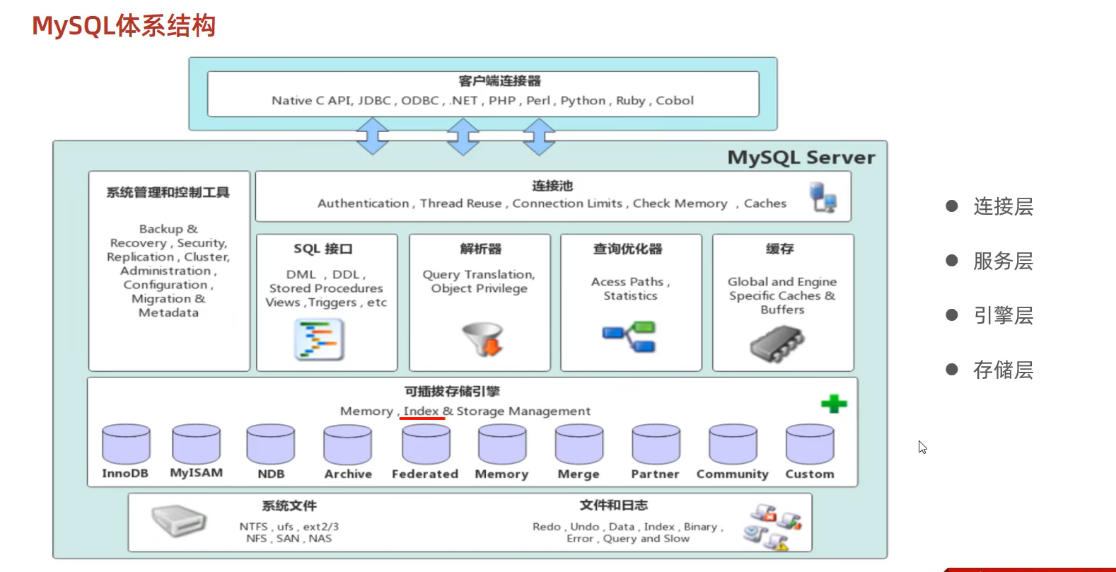 MySQL体系结构
客户端连接器
Native C API, JDBC , ODBC , .NET , PHP , Perl , Python , Ruby , Cobol
MySQL Server
系统管理和控制工具
Backup &
Recovery , Security,
Replication , Cluster,
Administration ,
Configuration ,
Migration &
Metadata
连接池
Authentication , Thread Reuse , Connection Limits , Check Memory , Caches
SQL 接口
DML , DDL ,
Stored Procedures
Views ,Triggers , etc
解析器
Query Translation,
Object Privilege
查询优化器
Acess Paths ,
Statistics
缓存
Global and Engine
Specific Caches &
Buffers
可插拔存储引擎
Memory , Index & Storage Management
InnoDB
MyISAM
NDB
Archive
Federated
Memory
Merge
Partner
Community
Custom
系统文件
NTFS , ufs , ext2/3
NFS , SAN , NAS
文件和日志
Redo , Undo , Data , Index , Binary ,
Error , Query and Slow
连接层
服务层
引擎层
存储层